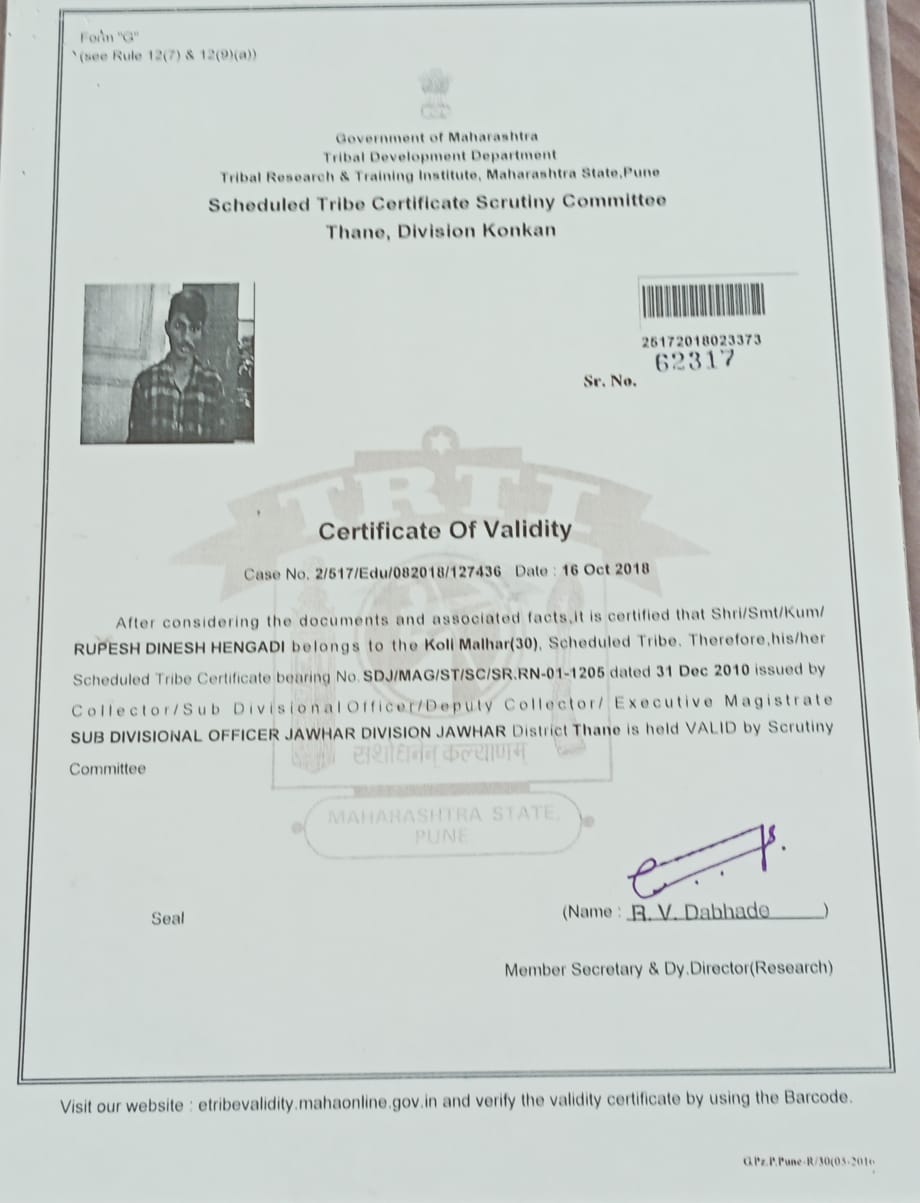 Form "G"
(see Rule 12(7) & 12(9)(a))
Government of Maharashtra
Tribal Development Department
Tribal Research & Training Institute, Maharashtra State,Pune
Scheduled Tribe Certificate Scrutiny Committee
Thane, Division Konkan
25172018023373
62317
Sr. No.
TRTI
Certificate Of Validity
Case No. 2/517/Edu/082018/127436 Date : 16 Oct 2018
After considering the documents and associated facts,it is certified that Shri/Smt/Kum/
RUPESH DINESH HENGADI belongs to the Koli Malhar(30), Scheduled Tribe. Therefore,his/her
Scheduled Tribe Certificate bearing No. SDJ/MAG/ST/SC/SR.RN-01-1205 dated 31 Dec 2010 issued by
Collector/Sub Divisional Officer/Deputy Collector/ Executive Magistrate
SUB DIVISIONAL OFFICER JAWHAR DIVISION JAWHAR District Thane is held VALID by Scrutiny
Committee
कल्याणम्
MAHARASHTRA STATE,
PUNE
Seal
(Name : R. V. Dabhade )
Member Secretary & Dy.Director(Research)
Visit our website : etribevalidity.mahaonline.gov.in and verify the validity certificate by using the Barcode.
G.Pz.P.Pune-R/30(05-2016